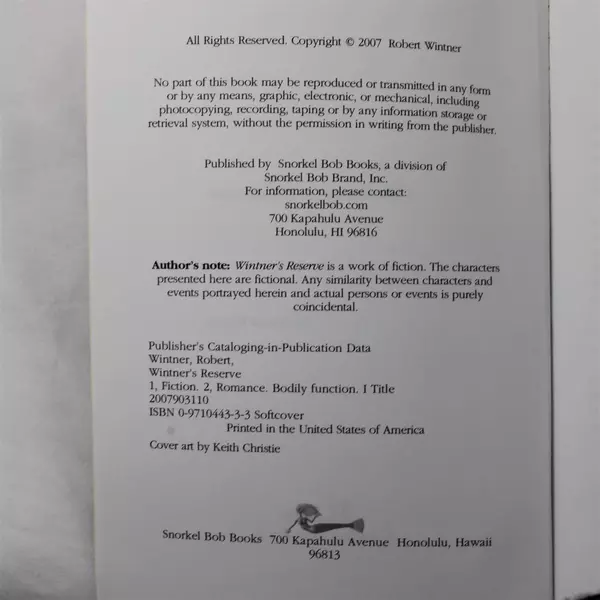 All Rights Reserved. Copyright © 2007 Robert Wintner
No part of this book may be reproduced or transmitted in any form
or by any means, graphic, electronic, or mechanical, including
photocopying, recording, taping or by any information storage or
retrieval system, without the permission in writing from the publisher.
Published by Snorkel Bob Books, a division of
Snorkel Bob Brand, Inc.
For information, please contact:
snorkelbob.com
700 Kapahulu Avenue
Honolulu, HI 96816
Author's note: Wintner's Reserve is a work of fiction. The characters
presented here are fictional. Any similarity between characters and
events portrayed herein and actual persons or events is purely
coincidental.
Publisher's Cataloging-in-Publication Data
Wintner, Robert,
Wintner's Reserve
1, Fiction. 2, Romance. Bodily function. I Title
2007903110
ISBN 0-9710443-3-3 Softcover
Printed in the United States of America
Cover art by Keith Christie
Snorkel Bob Books 700 Kapahulu Avenue Honolulu, Hawaii
96813